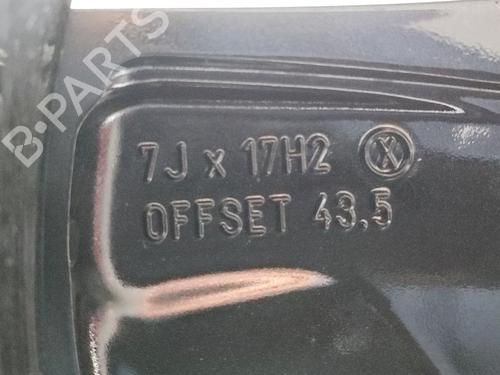 B-PARTS
7J x 17H2 Ⓧ
OFFSET 43.5